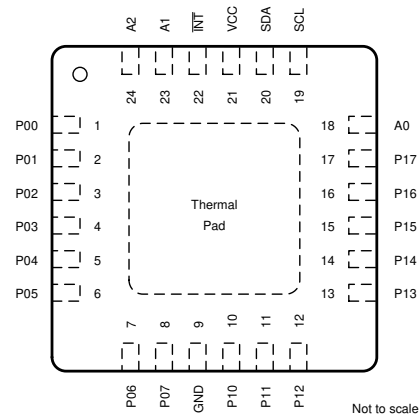 A2 A1 INT VCC SDA SCL
24 23 22 21 20 19
P00 1 18 A0
P01 2 17 P17
P02 3 16 P16
P03 4 Thermal 15 P15
Pad
P04 5 14 P14
P05 6 13 P13
7 8 9 10 11 12
P06 P07 GND P10 P11 P12
Not to scale